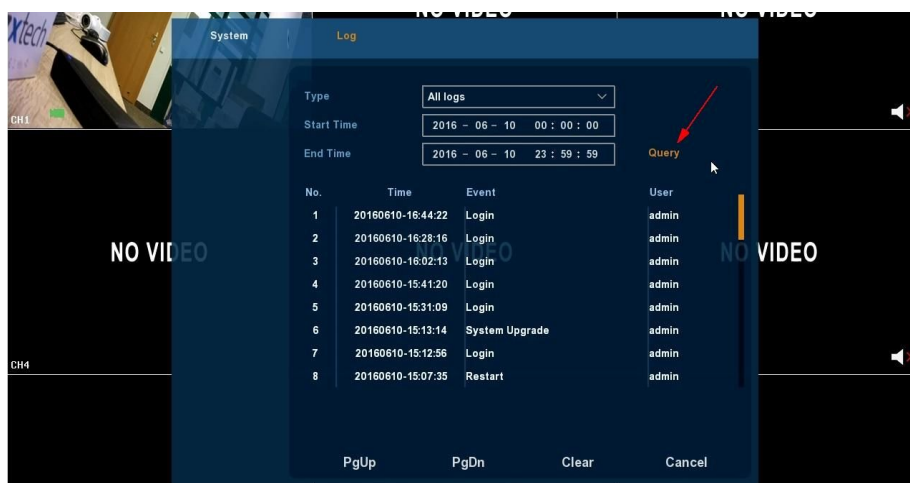 NO VIDEO
NO VIDEO
xtech
System
Log
Type
All logs
CH1
Start Time
2016 - 06 - 10 00 : 00 : 00
End Time
2016 - 06 - 10 23 : 59 : 59
Query
No. Time Event User
1 20160610-16:44:22 Login admin
2 20160610-16:28:16 Login admin
NO VIDEO
NO VIDEO
NO VIDEO
3 20160610-16:02:13 Login admin
4 20160610-15:41:20 Login admin
5 20160610-15:31:09 Login admin
6 20160610-15:13:14 System Upgrade admin
7 20160610-15:12:56 Login admin
CH4
8 20160610-15:07:35 Restart admin
PgUp PgDn Clear Cancel